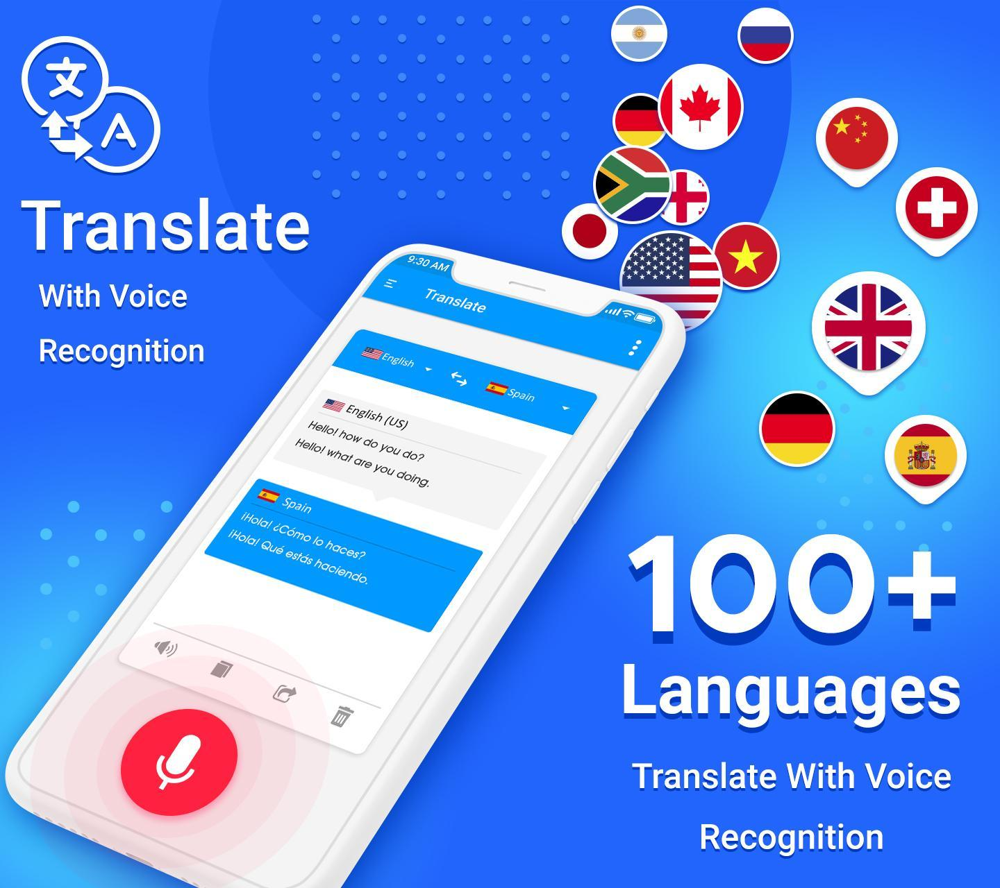 文
A
Translate
With Voice
Recognition
9:30 AM
Translate
English
Spain
English (US)
Hello! how do you do?
Hello! what are you doing.
Spain
¡Hola! ¿Cómo lo haces?
¡Hola! Qué estás haciendo.
100+
Languages
Translate With Voice
Recognition